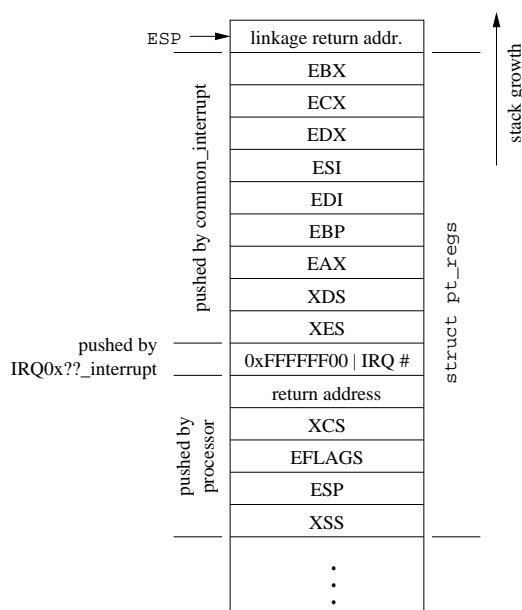 ESP
linkage return addr.
EBX
ECX
EDX
ESI
EDI
EBP
EAX
XDS
XES
0xFFFFFF00 | IRQ #
return address
XCS
EFLAGS
ESP
XSS
pushed by common_interrupt
pushed by
IRQ0x??_interrupt
pushed by
processor
struct pt_regs
stack growth